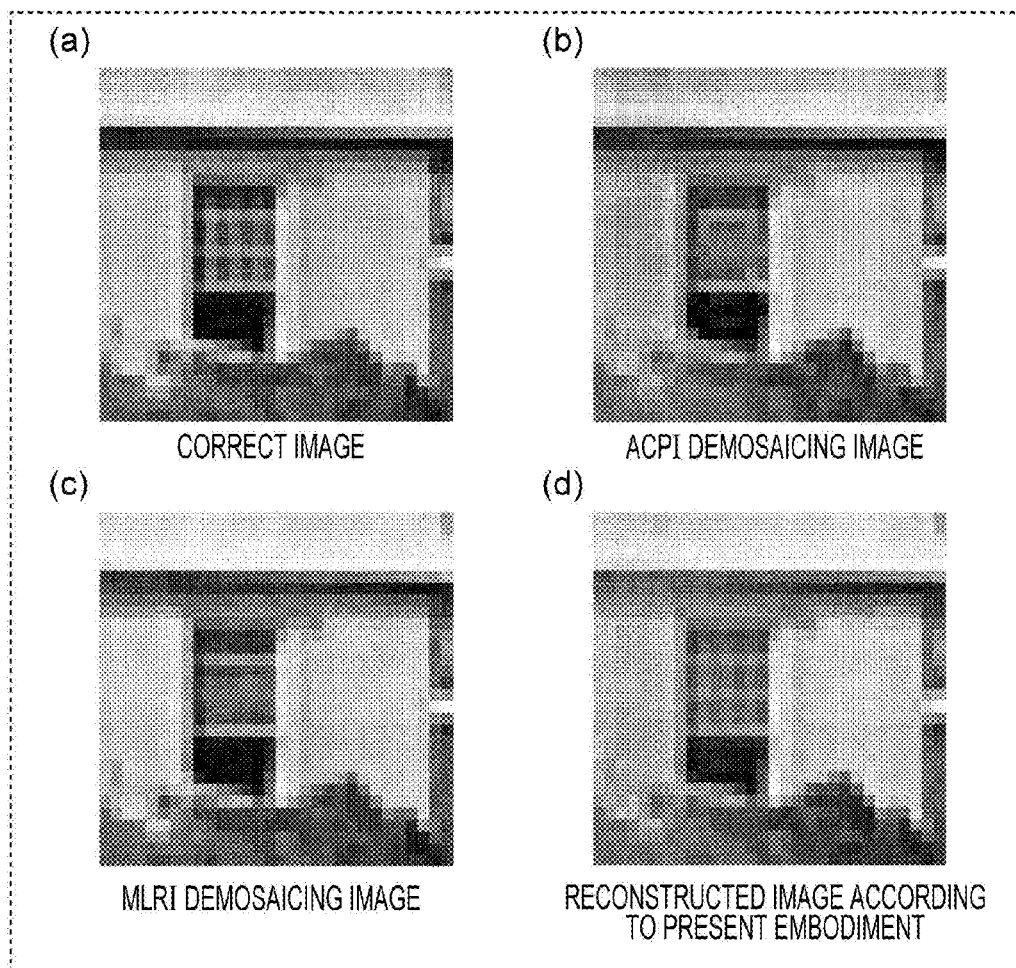 (a)
(b)
CORRECT IMAGE
ACPI DEMOSAICING IMAGE
(c)
(d)
MLRI DEMOSAICING IMAGE
RECONSTRUCTED IMAGE ACCORDING
TO PRESENT EMBODIMENT